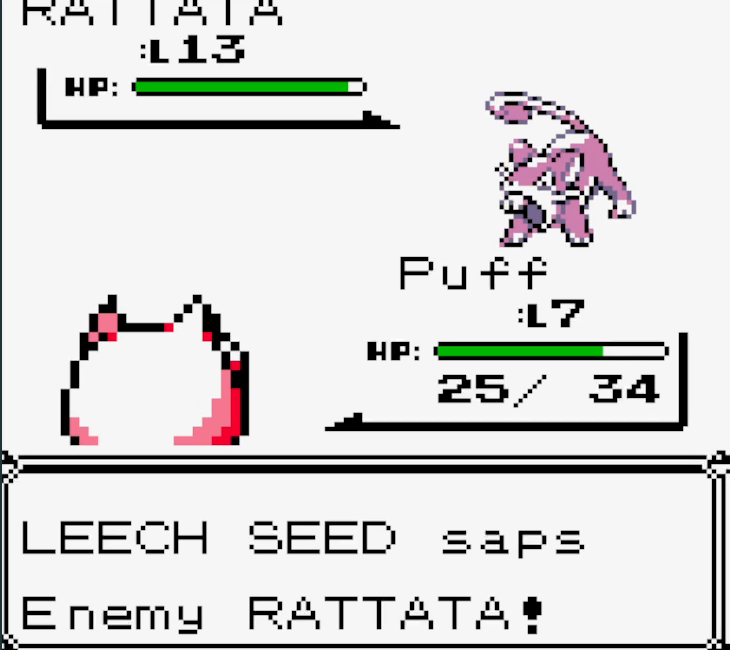 RATTATA
:L13
HP:
Puff
:L7
HP:
25/ 34
LEECH SEED saps
Enemy RATTATA!